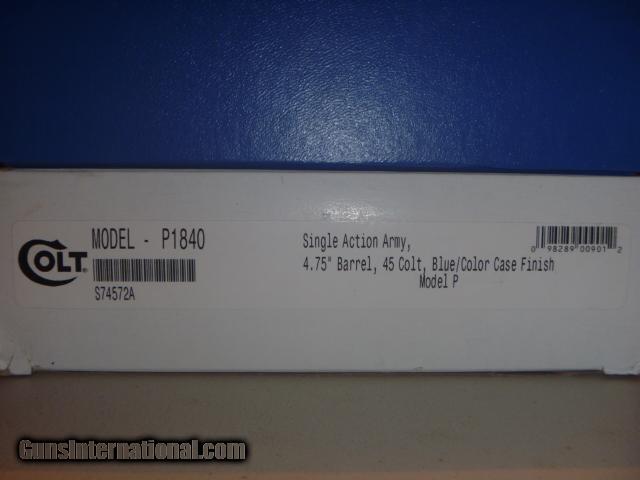 COLT®
MODEL - P1840
S74572A
Single Action Army,
4.75" Barrel, 45 Colt, Blue/Color Case Finish
Model P
0 98289 00901 2
GunsInternational.com